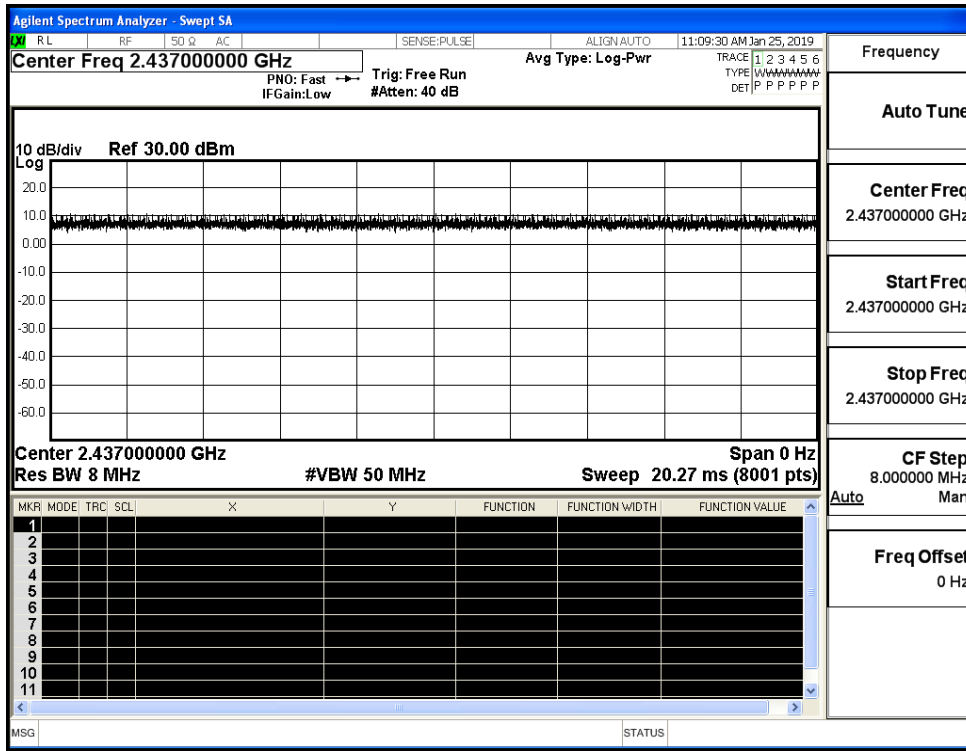 Agilent Spectrum Analyzer - Swept SA
LXI RL RF 50 Ω AC SENSE:PULSE ALIGN AUTO 11:09:30 AM Jan 25, 2019
Center Freq 2.437000000 GHz
PNO: Fast
IFGain:Low
Trig: Free Run
#Atten: 40 dB
Avg Type: Log-Pwr
TRACE 1 2 3 4 5 6
TYPE
DET P P P P P P
10 dB/div Ref 30.00 dBm
Log
20.0
10.0
0.00
-10.0
-20.0
-30.0
-40.0
-50.0
-60.0
Center 2.437000000 GHz Span 0 Hz
Res BW 8 MHz #VBW 50 MHz Sweep 20.27 ms (8001 pts)
MKR MODE TRC SCL X Y FUNCTION FUNCTION WIDTH FUNCTION VALUE
1
2
3
4
5
6
7
8
9
10
11
MSG STATUS
Frequency
Auto Tune
Center Freq
2.437000000 GHz
Start Freq
2.437000000 GHz
Stop Freq
2.437000000 GHz
CF Step
8.000000 MHz
Auto Man
Freq Offset
0 Hz